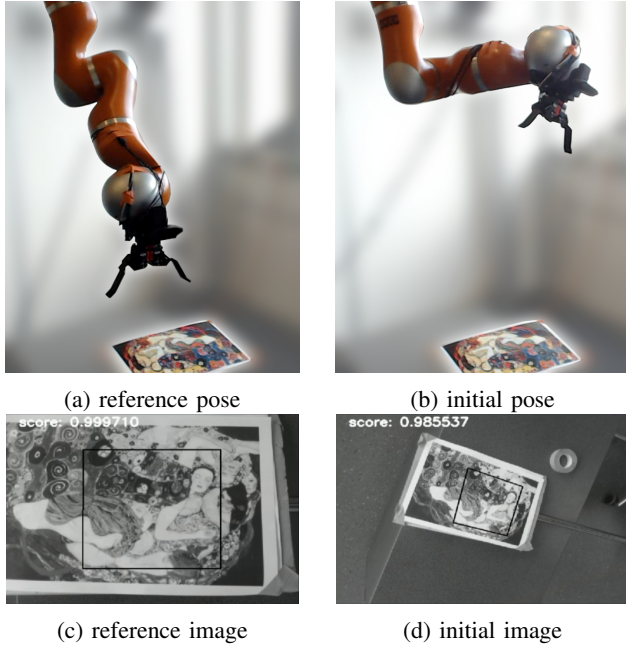 (a) reference pose
(b) initial pose
score: 0.999710
score: 0.985537
(c) reference image
(d) initial image